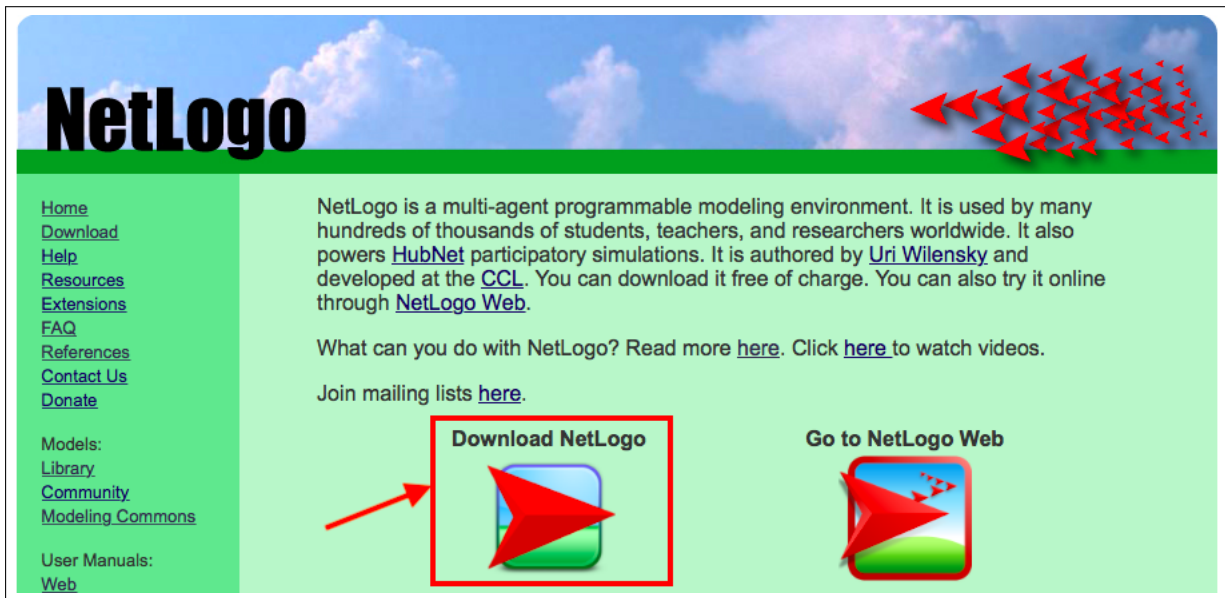 NetLogo
Home
Download
Help
Resources
Extensions
FAQ
References
Contact Us
Donate
Models:
Library
Community
Modeling Commons
User Manuals:
Web
NetLogo is a multi-agent programmable modeling environment. It is used by many
hundreds of thousands of students, teachers, and researchers worldwide. It also
powers HubNet participatory simulations. It is authored by Uri Wilensky and
developed at the CCL. You can download it free of charge. You can also try it online
through NetLogo Web.
What can you do with NetLogo? Read more here. Click here to watch videos.
Join mailing lists here.
Download NetLogo
Go to NetLogo Web